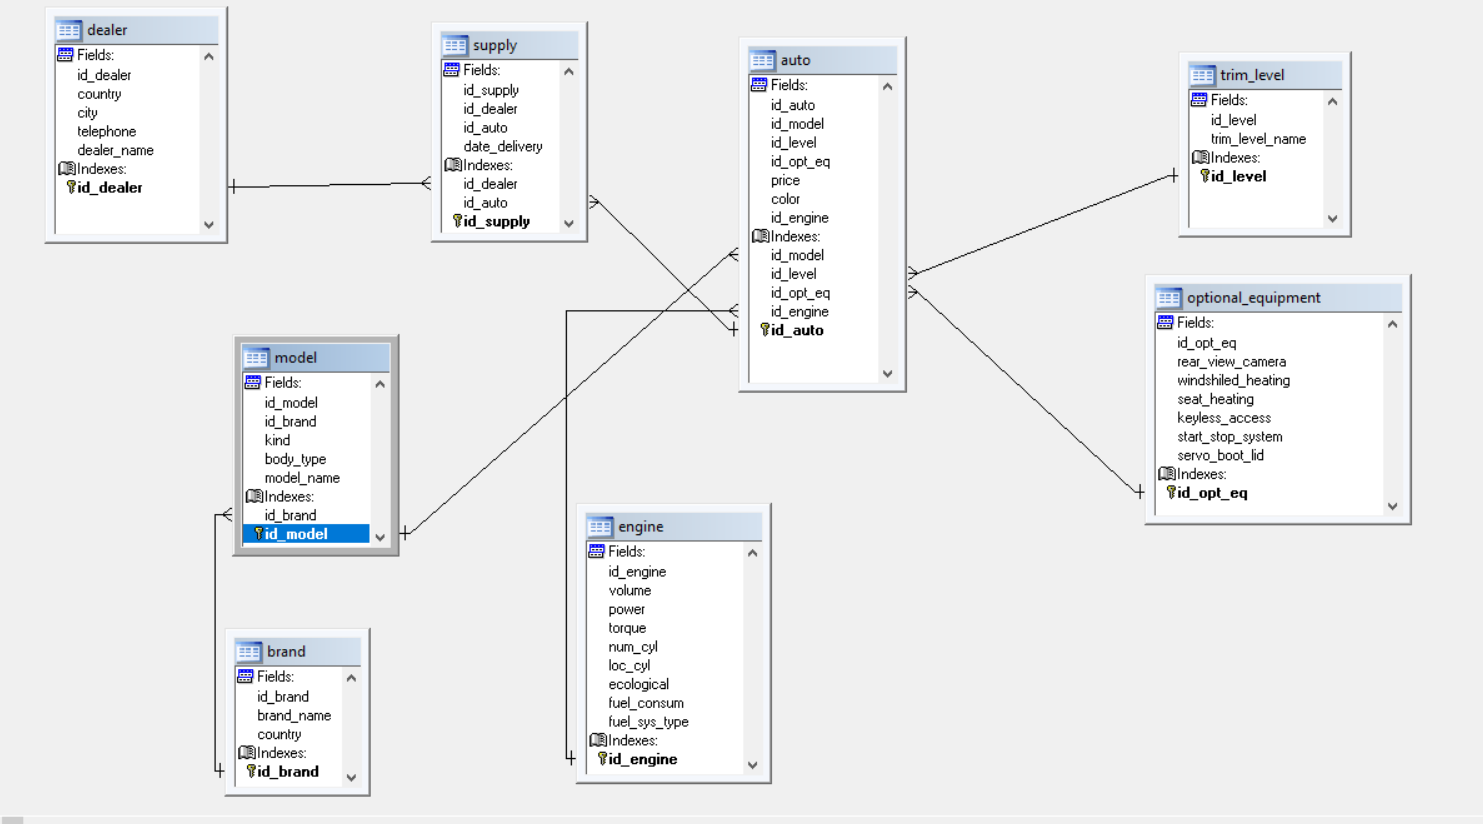 dealer
Fields:
id_dealer
country
city
telephone
dealer_name
Indexes:
id_dealer
supply
Fields:
id_supply
id_dealer
id_auto
date_delivery
Indexes:
id_dealer
id_auto
id_supply
auto
Fields:
id_auto
id_model
id_level
id_opt_eq
price
color
id_engine
Indexes:
id_model
id_level
id_opt_eq
id_engine
id_auto
trim_level
Fields:
id_level
trim_level_name
Indexes:
id_level
optional_equipment
Fields:
id_opt_eq
rear_view_camera
windshiled_heating
seat_heating
keyless_access
start_stop_system
servo_boot_lid
Indexes:
id_opt_eq
model
Fields:
id_model
id_brand
kind
body_type
model_name
Indexes:
id_brand
id_model
engine
Fields:
id_engine
volume
power
torque
num_cyl
loc_cyl
ecological
fuel_consum
fuel_sys_type
Indexes:
id_engine
brand
Fields:
id_brand
brand_name
country
Indexes:
id_brand